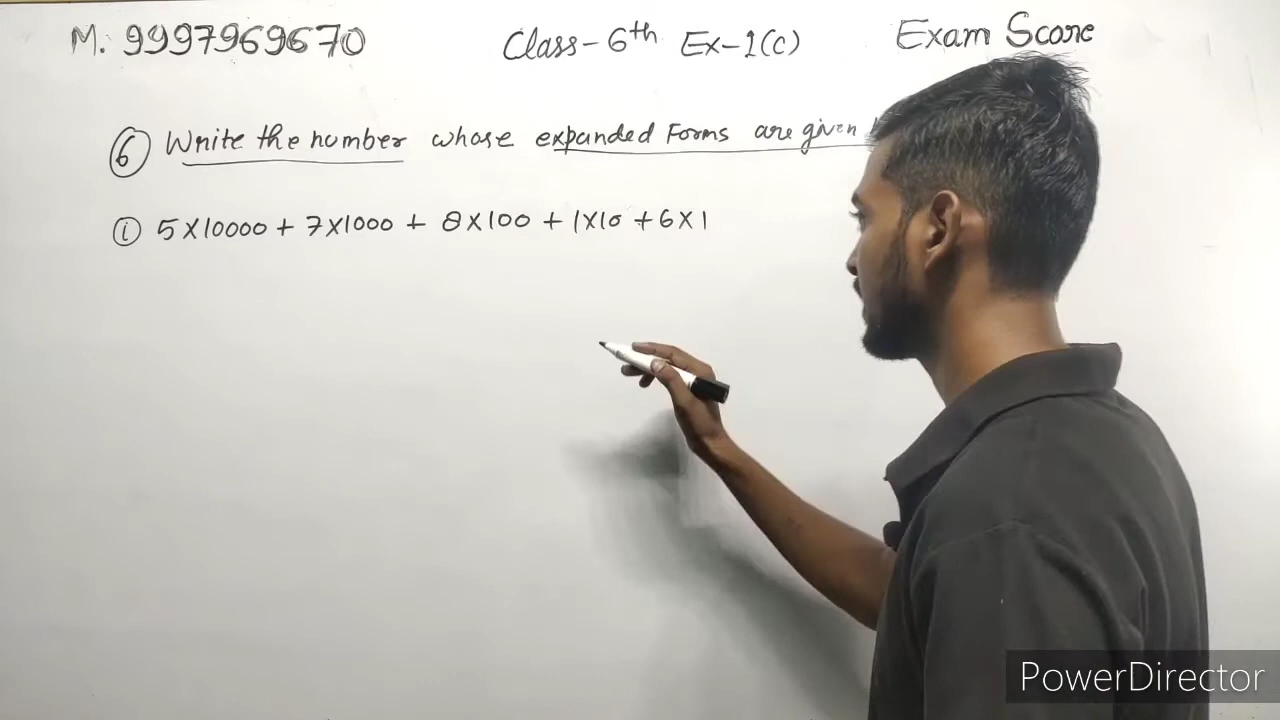 M. 9997969670 Class-6th Ex-1(c) Exam Score
6 Write the number whose expanded Forms are given
i 5×10000 + 7×1000 + 8×100 + 1×10 + 6×1
PowerDirector